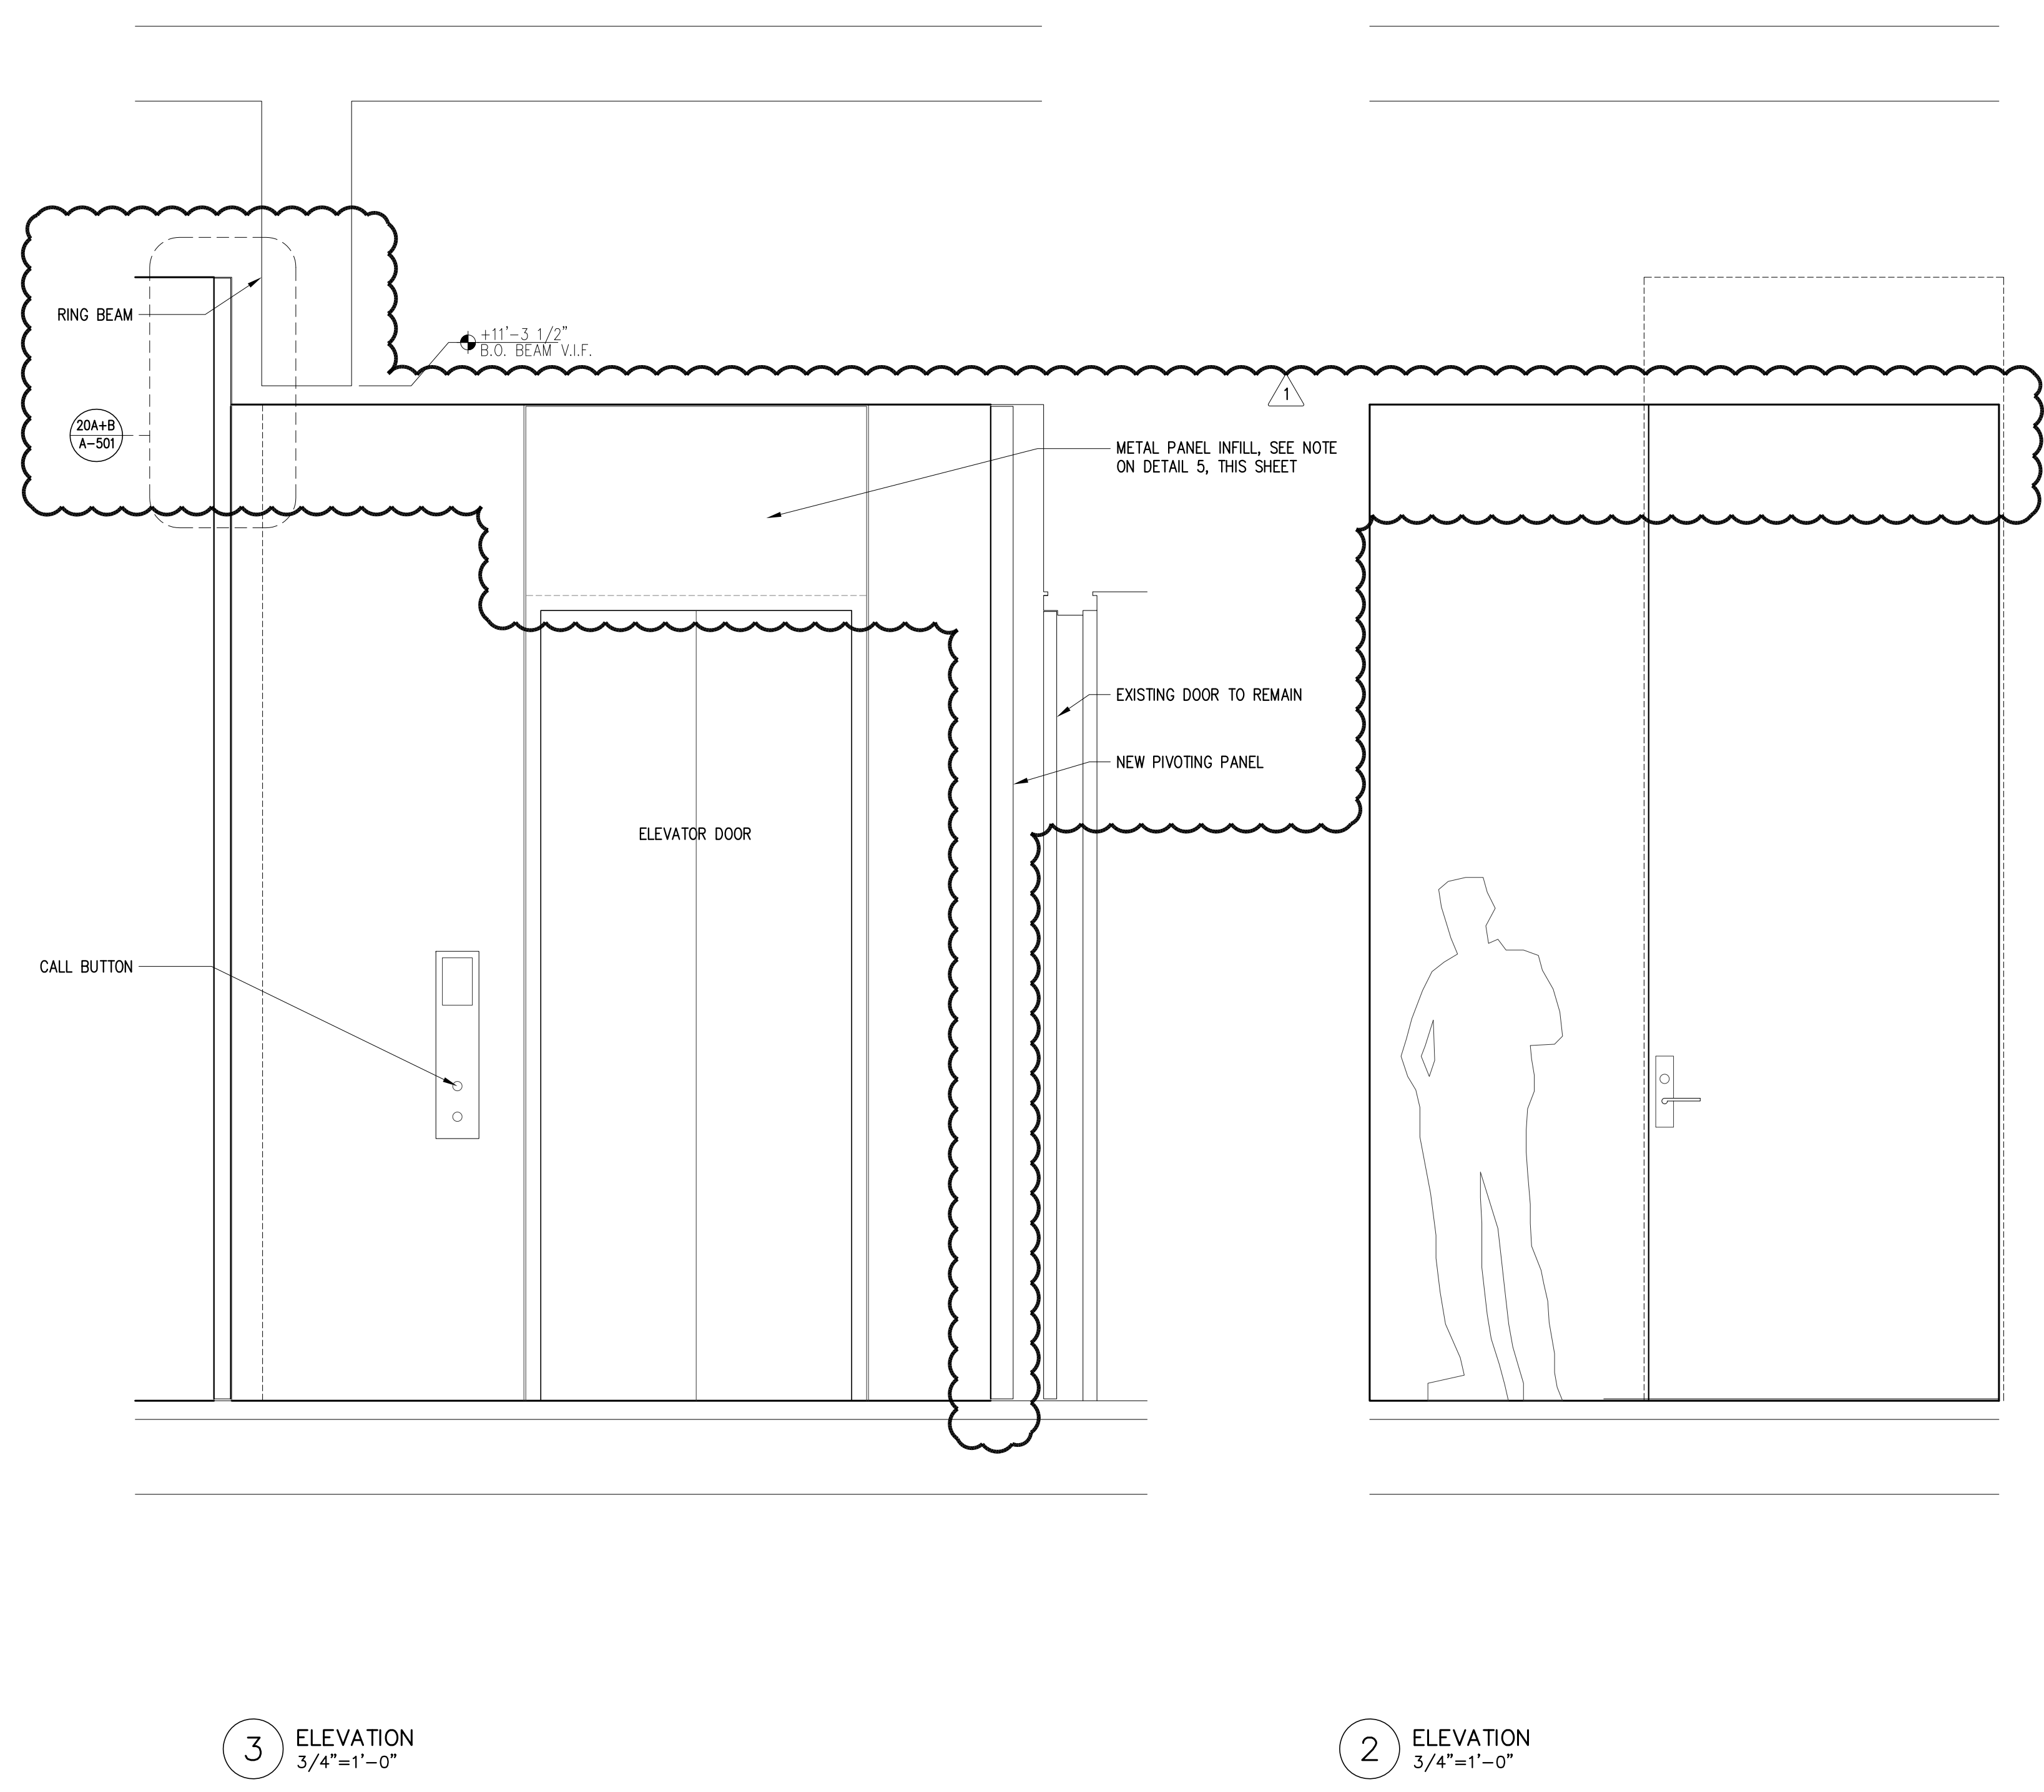 RING BEAM
+11'-3 1/2"
B.O. BEAM V.I.F.
1
20A+B
A-501
METAL PANEL INFILL, SEE NOTE
ON DETAIL 5, THIS SHEET
EXISTING DOOR TO REMAIN
NEW PIVOTING PANEL
ELEVATOR DOOR
CALL BUTTON
3
ELEVATION
3/4"=1'-0"
2
ELEVATION
3/4"=1'-0"